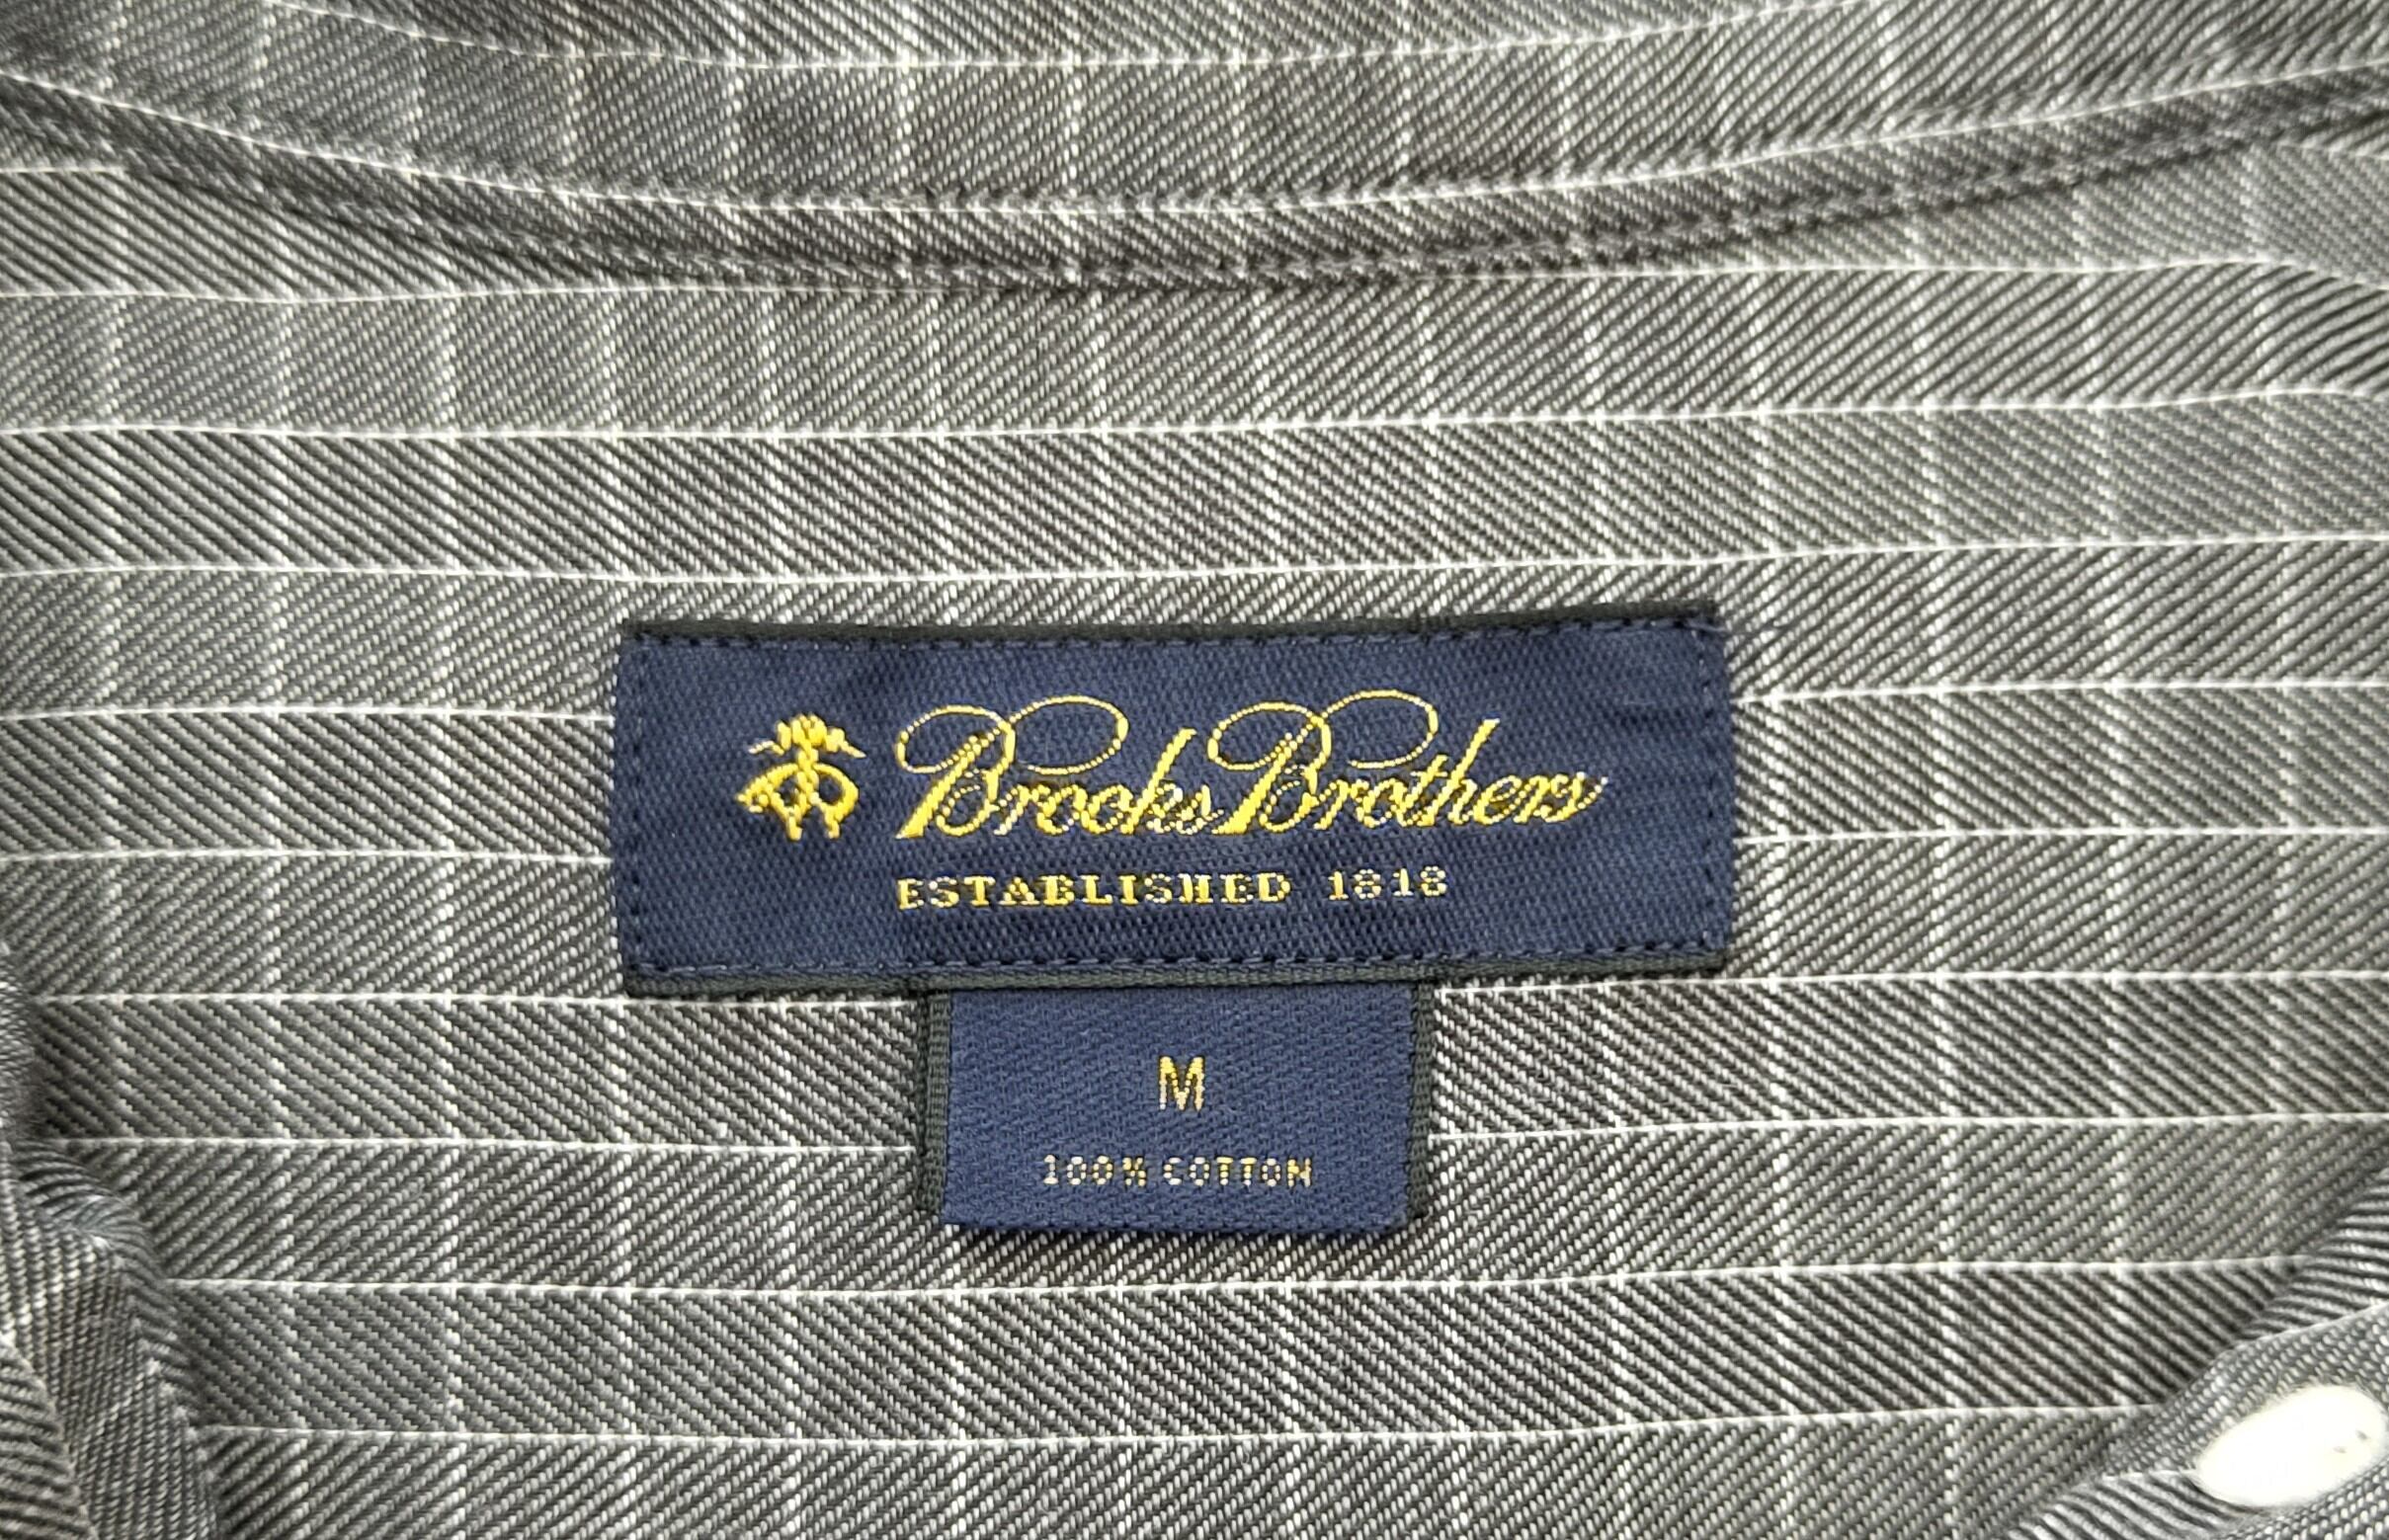 Brooks Brothers
ESTABLISHED 1818
M
100% COTTON